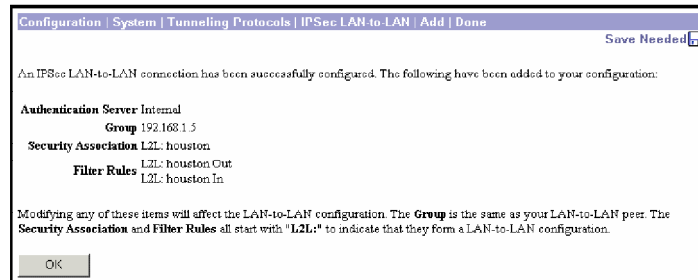 Configuration | System | Tunneling Protocols | IPSec LAN-to-LAN | Add | Done
Save Needed
An IPSec LAN-to-LAN connection has been successfully configured. The following have been added to your configuration:
Authentication Server Internal
Group 192.168.1.5
Security Association L2L: houston
Filter Rules L2L: houston Out
L2L: houston In
Modifying any of these items will affect the LAN-to-LAN configuration. The Group is the same as your LAN-to-LAN peer. The
Security Association and Filter Rules all start with "L2L:" to indicate that they form a LAN-to-LAN configuration.
OK